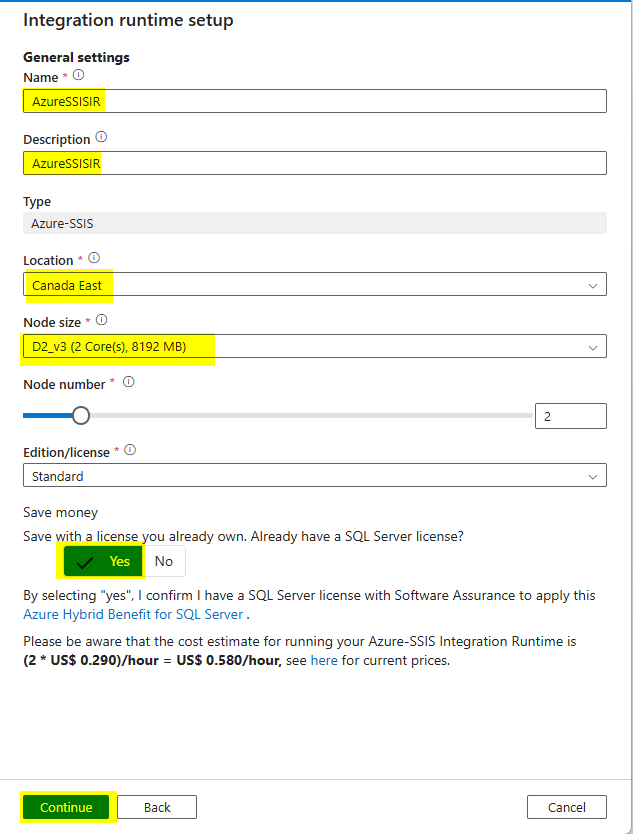 Integration runtime setup
General settings
Name *
AzureSSISIR
Description
AzureSSISIR
Type
Azure-SSIS
Location *
Canada East
Node size *
D2_v3 (2 Core(s), 8192 MB)
Node number *
2
Edition/license *
Standard
Save money
Save with a license you already own. Already have a SQL Server license?
Yes No
By selecting "yes", I confirm I have a SQL Server license with Software Assurance to apply this
Azure Hybrid Benefit for SQL Server .
Please be aware that the cost estimate for running your Azure-SSIS Integration Runtime is
(2 * US$ 0.290)/hour = US$ 0.580/hour, see here for current prices.
Continue Back Cancel